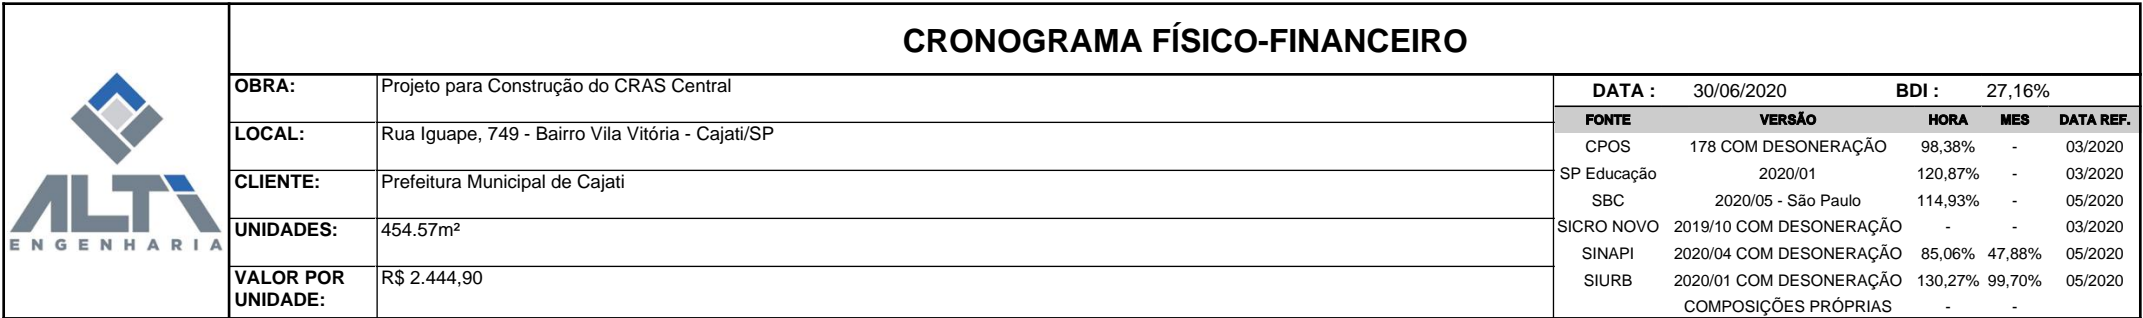 CRONOGRAMA FÍSICO-FINANCEIRO
ALTA
ENGENHARIA
OBRA: Projeto para Construção do CRAS Central
LOCAL: Rua Iguape, 749 - Bairro Vila Vitória - Cajati/SP
CLIENTE: Prefeitura Municipal de Cajati
UNIDADES: 454.57m²
VALOR POR UNIDADE: R$ 2.444,90
DATA : 30/06/2020 BDI : 27,16%
FONTE VERSÃO HORA MES DATA REF.
CPOS 178 COM DESONERAÇÃO 98,38% - 03/2020
SP Educação 2020/01 120,87% - 03/2020
SBC 2020/05 - São Paulo 114,93% - 05/2020
SICRO NOVO 2019/10 COM DESONERAÇÃO - - 03/2020
SINAPI 2020/04 COM DESONERAÇÃO 85,06% 47,88% 05/2020
SIURB 2020/01 COM DESONERAÇÃO 130,27% 99,70% 05/2020
COMPOSIÇÕES PRÓPRIAS - -